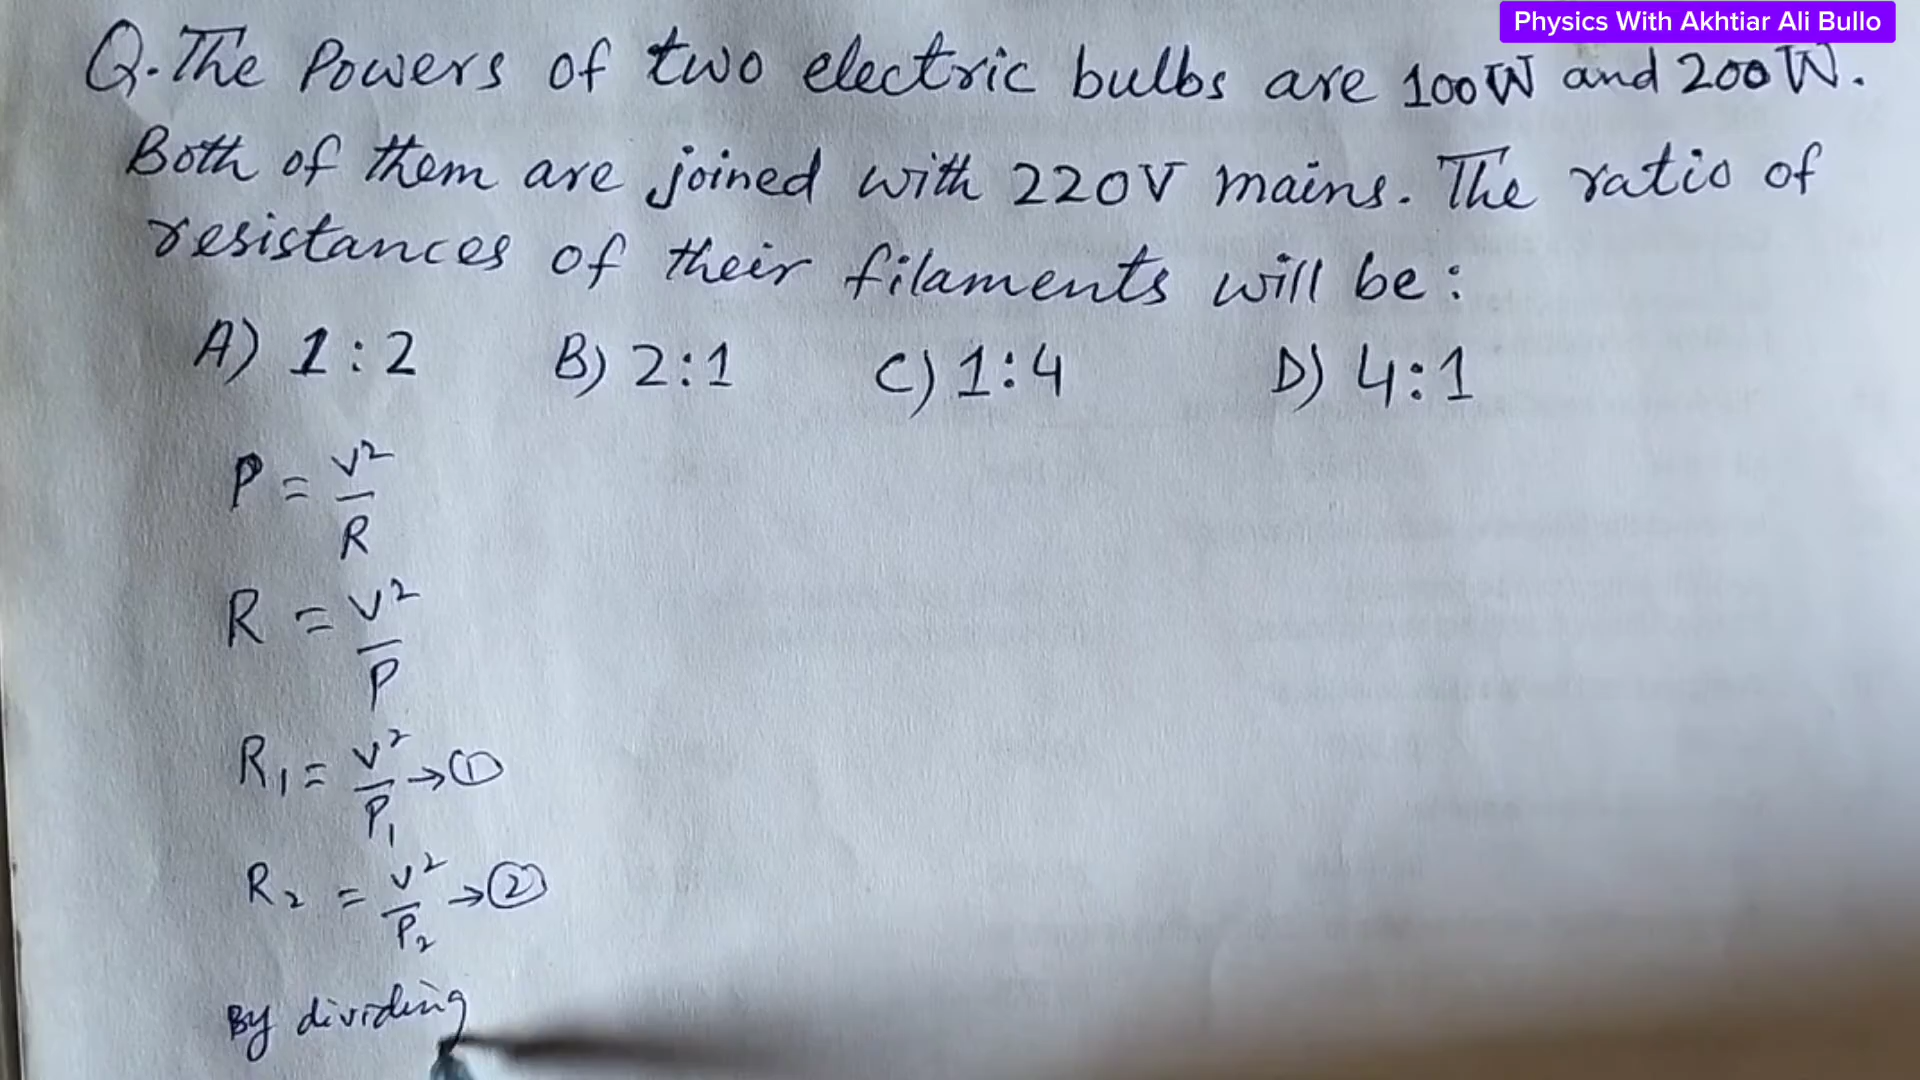 Physics With Akhtiar Ali Bullo
Q. The Powers of two electric bulbs are 100W and 200W.
Both of them are joined with 220V mains. The ratio of
resistances of their filaments will be:
A) 1:2 B) 2:1 C) 1:4 D) 4:1
P = V²/R
R = V²/P
R₁ = V²/P₁ → ①
R₂ = V²/P₂ → ②
By dividing